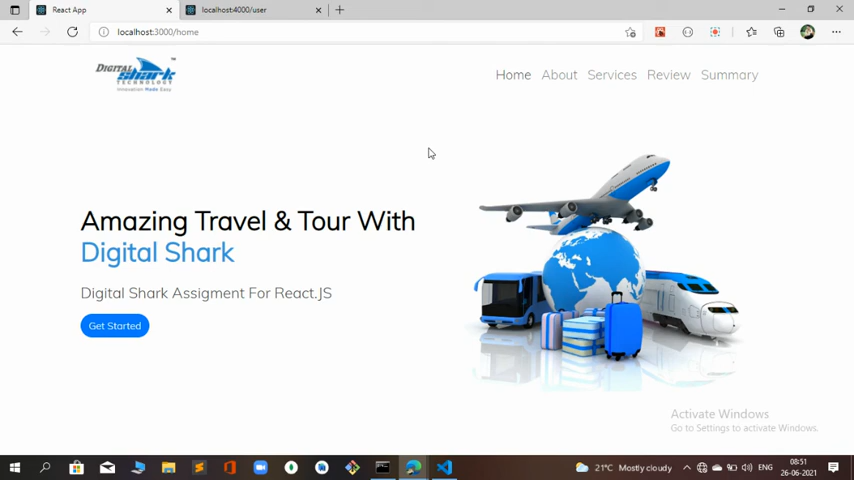 React App
localhost:4000/user
localhost:3000/home
DIGITAL
shark
TECHNOLOGY
Innovation Made Easy
Home About Services Review Summary
Amazing Travel & Tour With
Digital Shark
Digital Shark Assigment For React.JS
Get Started
Activate Windows
Go to Settings to activate Windows.
21°C Mostly cloudy
ENG
08:51
26-06-2021